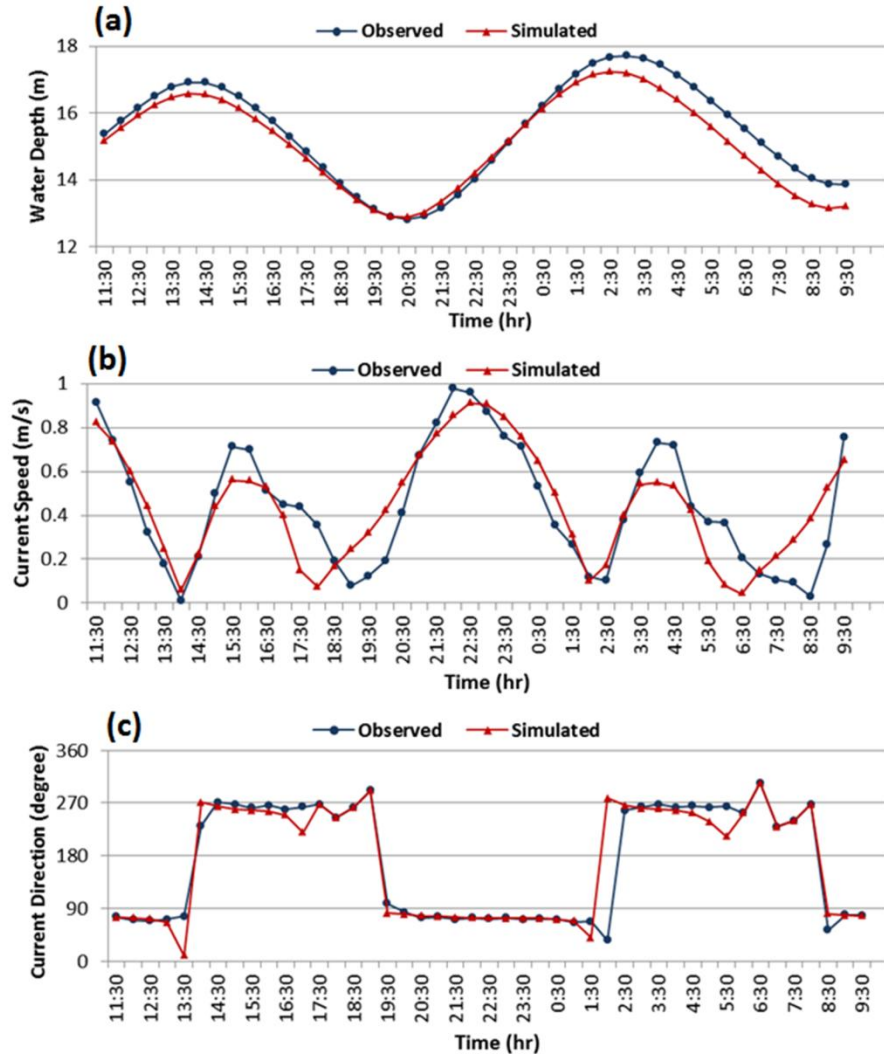 (a)
Observed Simulated
18
16
14
12
Water Depth (m)
11:30 12:30 13:30 14:30 15:30 16:30 17:30 18:30 19:30 20:30 21:30 22:30 23:30 0:30 1:30 2:30 3:30 4:30 5:30 6:30 7:30 8:30 9:30
Time (hr)
(b)
Observed Simulated
1
0.8
0.6
0.4
0.2
0
Current Speed (m/s)
11:30 12:30 13:30 14:30 15:30 16:30 17:30 18:30 19:30 20:30 21:30 22:30 23:30 0:30 1:30 2:30 3:30 4:30 5:30 6:30 7:30 8:30 9:30
Time (hr)
(c)
Observed Simulated
360
270
180
90
0
Current Direction (degree)
11:30 12:30 13:30 14:30 15:30 16:30 17:30 18:30 19:30 20:30 21:30 22:30 23:30 0:30 1:30 2:30 3:30 4:30 5:30 6:30 7:30 8:30 9:30
Time (hr)